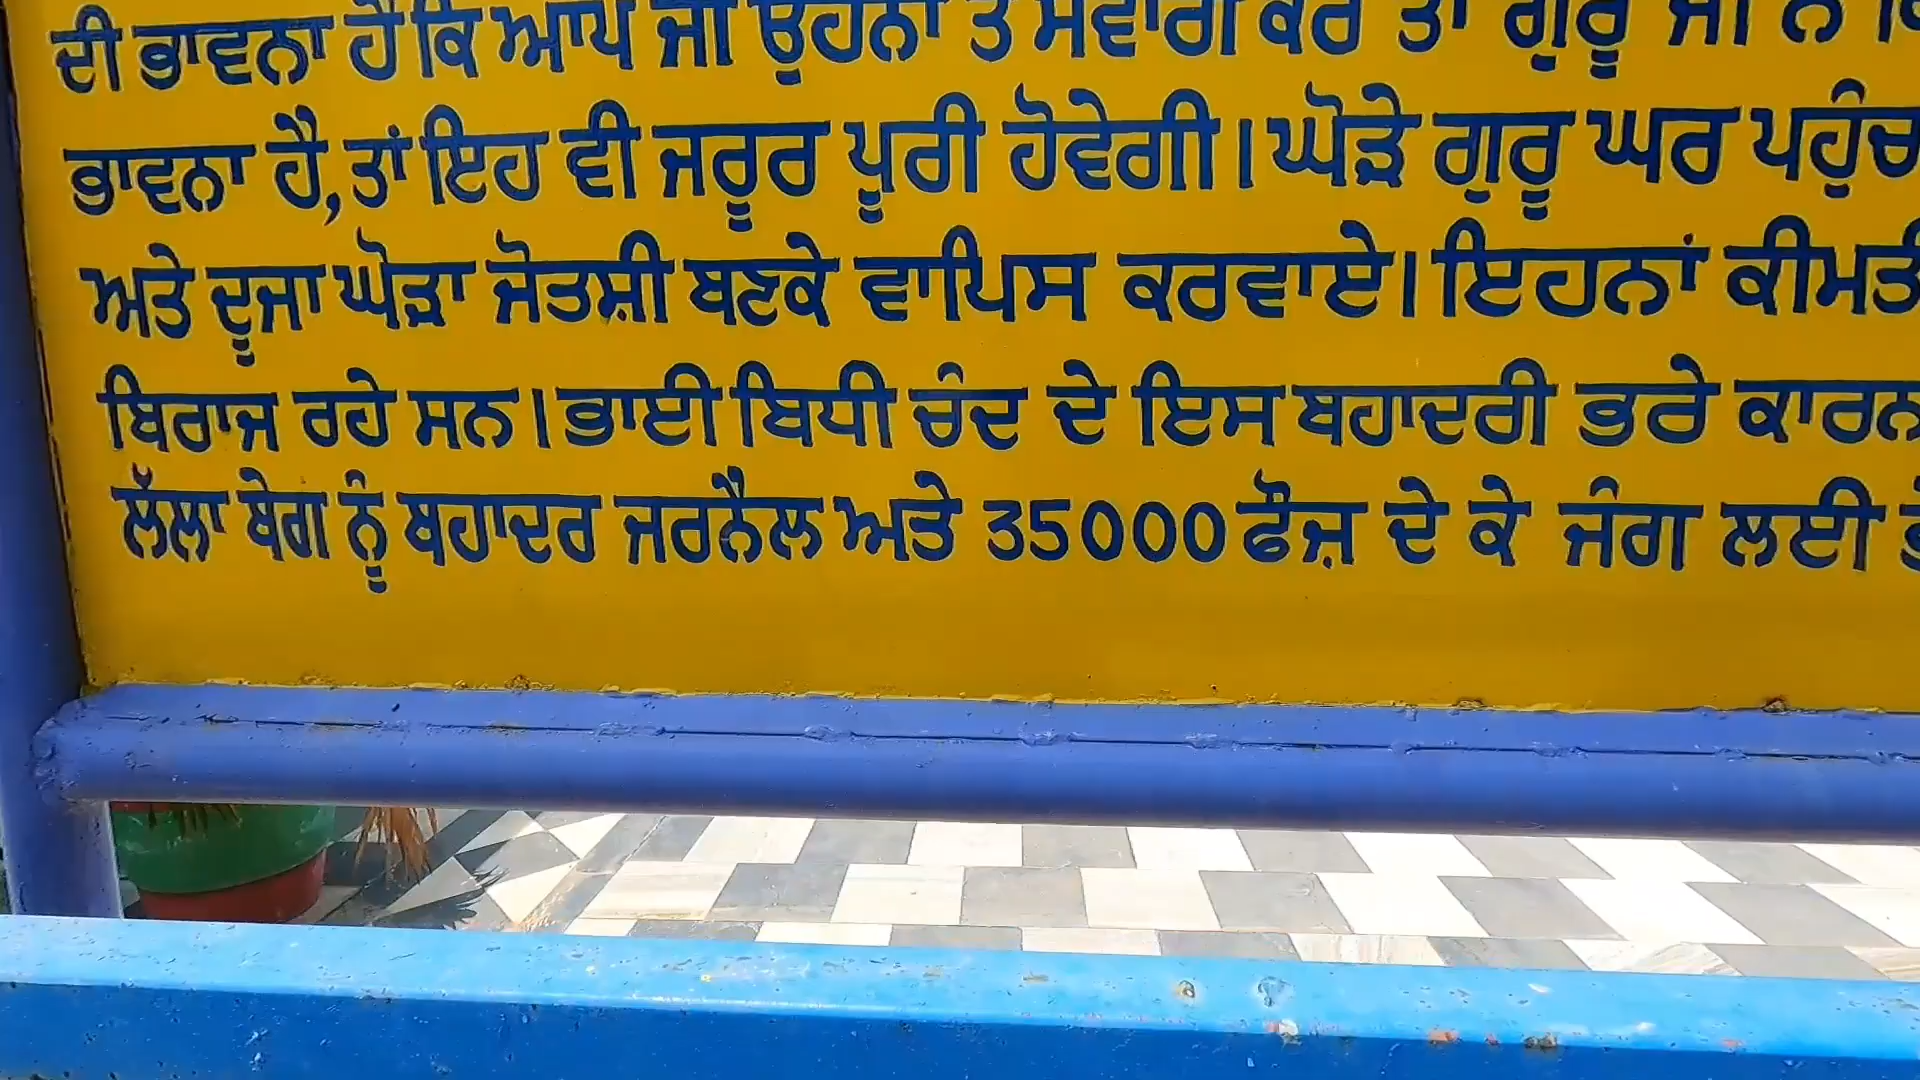 ਦੀ ਭਾਵਨਾ ਹੈ ਕਿ ਆਪ ਜੀ ਉਹਨਾਂ ਤੇ ਸਵਾਰੀ ਕਰੋ ਤਾਂ ਗੁਰੂ ਜੀ ਨੇ
ਭਾਵਨਾ ਹੈ, ਤਾਂ ਇਹ ਵੀ ਜਰੂਰ ਪੂਰੀ ਹੋਵੇਗੀ। ਘੋੜੇ ਗੁਰੂ ਘਰ ਪਹੁੰਚ
ਅਤੇ ਦੂਜਾ ਘੋੜਾ ਜੋਤਸ਼ੀ ਬਣਕੇ ਵਾਪਿਸ ਕਰਵਾਏ। ਇਹਨਾਂ ਕੀਮਤੀ
ਬਿਰਾਜ ਰਹੇ ਸਨ। ਭਾਈ ਬਿਧੀ ਚੰਦ ਦੇ ਇਸ ਬਹਾਦਰੀ ਭਰੇ ਕਾਰਨ
ਲੱਲਾ ਬੇਗ ਨੂੰ ਬਹਾਦਰ ਜਰਨੈਲ ਅਤੇ 35000 ਫੌਜ਼ ਦੇ ਕੇ ਜੰਗ ਲਈ